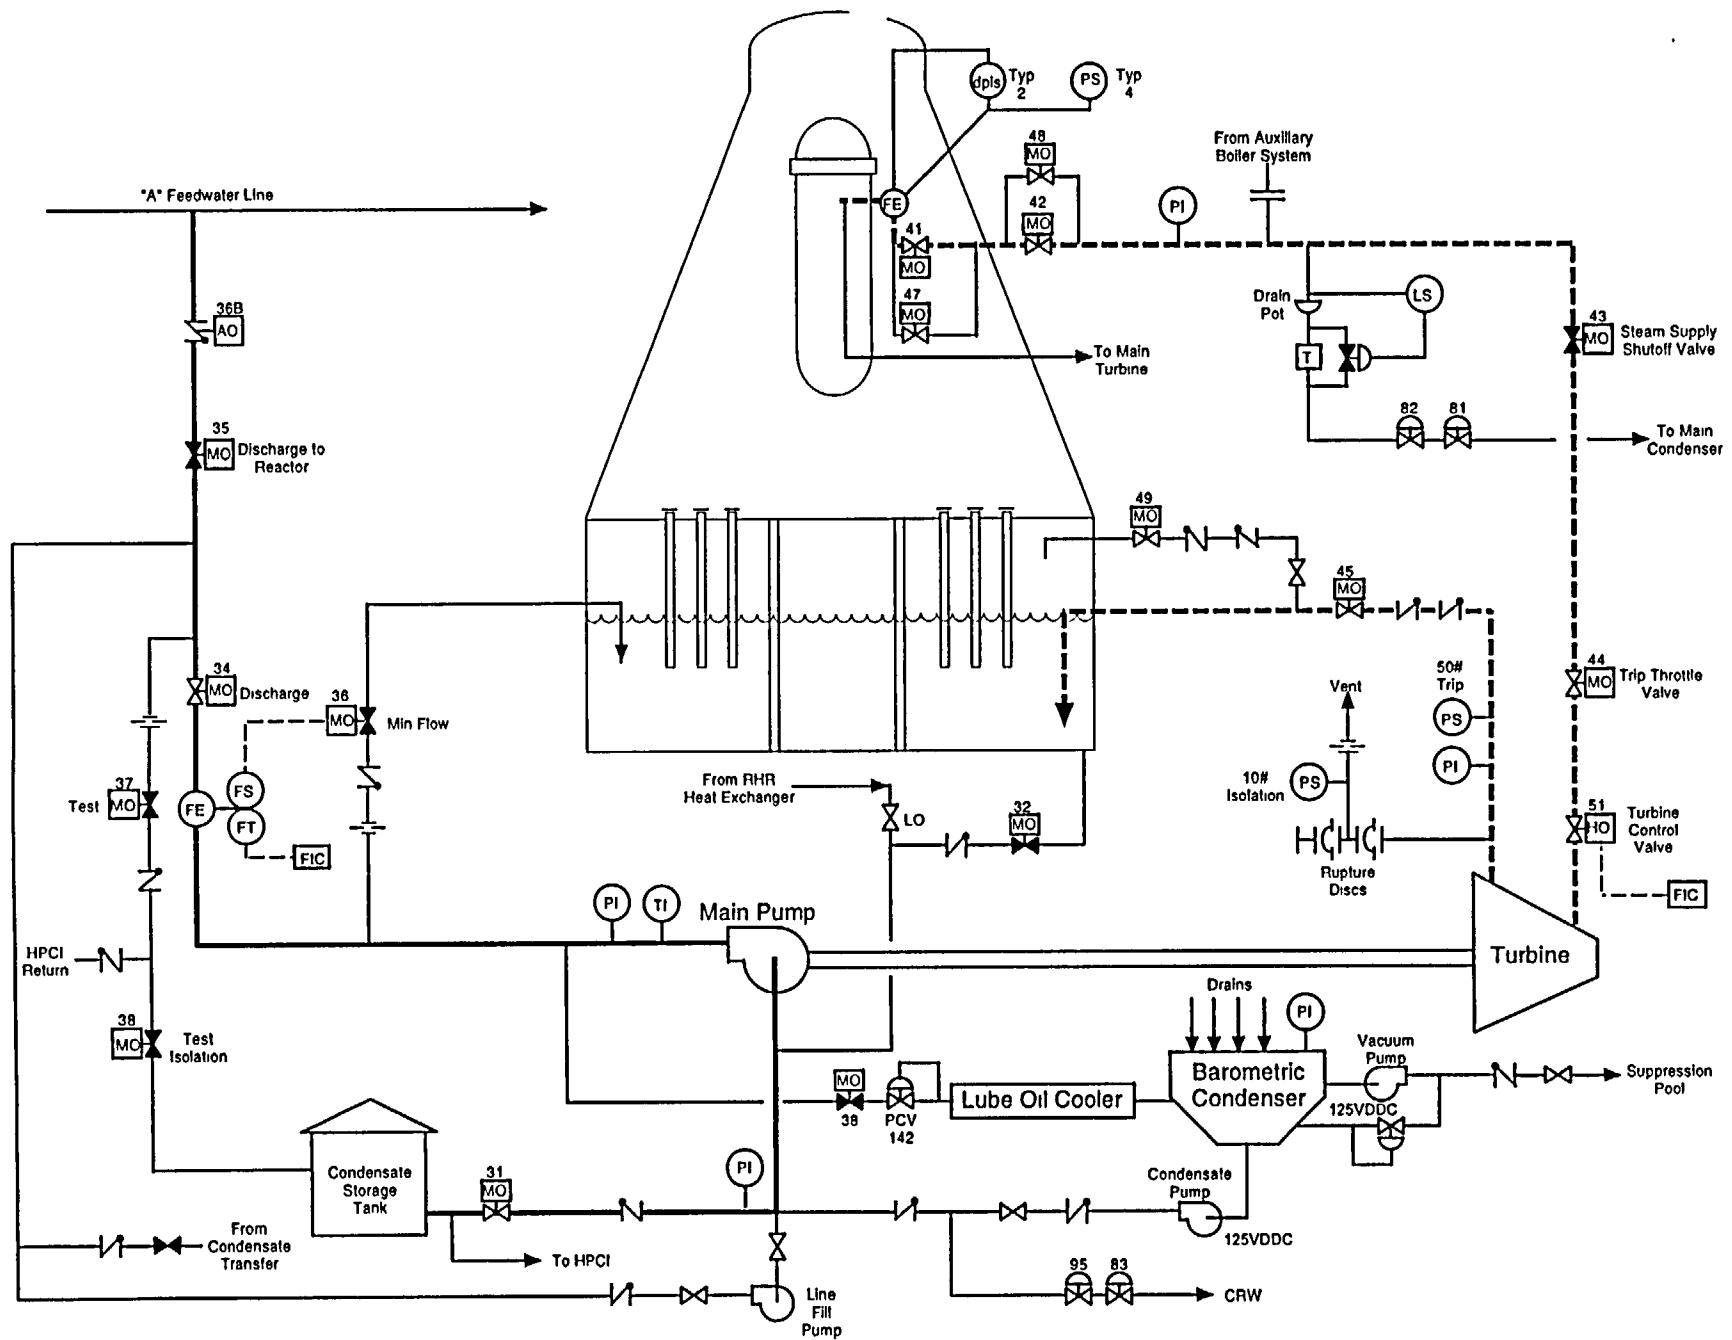 dpis
Typ
2
PS
Typ
4
48
MO
From Auxiliary
Boiler System
"A" Feedwater Line
FE
42
MO
PI
41
MO
47
MO
36B
AO
Drain
Pot
LS
43
MO
Steam Supply
Shutoff Valve
To Main
Turbine
T
35
MO
Discharge to
Reactor
82
81
To Main
Condenser
49
MO
45
MO
34
MO
Discharge
36
MO
Min Flow
50#
Trip
PS
44
MO
Trip Throttle
Valve
Vent
PI
37
Test
MO
FE
FS
FT
FIC
From RHR
Heat Exchanger
LO
32
MO
10#
Isolation
PS
Rupture
Discs
51
HO
Turbine
Control
Valve
FIC
PI
TI
Main Pump
HPCI
Return
Turbine
Drains
PI
38
MO
Test
Isolation
Vacuum
Pump
125VDDC
Suppression
Pool
MO
38
PCV
142
Lube Oil Cooler
Barometric
Condenser
Condensate
Storage
Tank
31
MO
PI
Condensate
Pump
125VDDC
From
Condensate
Transfer
To HPCI
95
83
CRW
Line
Fill
Pump